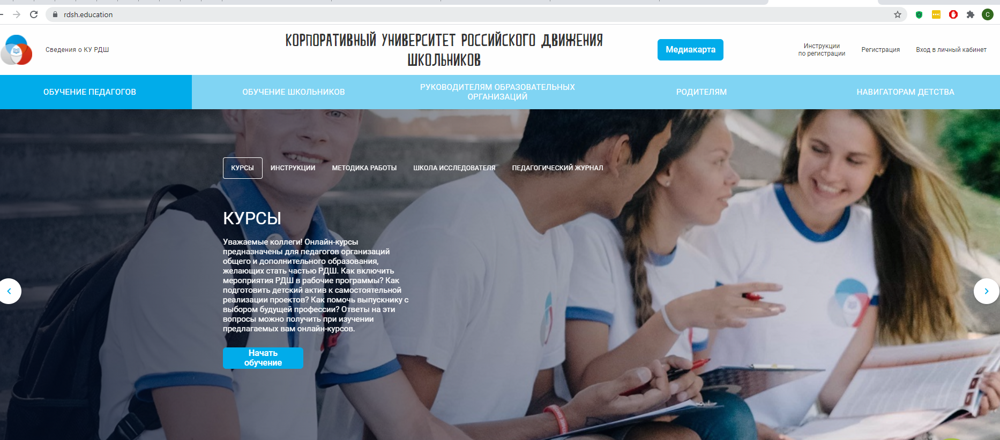 rdsh.education
C
Сведения о КУ РДШ
КОРПОРАТИВНЫЙ УНИВЕРСИТЕТ РОССИЙСКОГО ДВИЖЕНИЯ
ШКОЛЬНИКОВ
Медиакарта
Инструкции
по регистрации
Регистрация
Вход в личный кабинет
ОБУЧЕНИЕ ПЕДАГОГОВ
ОБУЧЕНИЕ ШКОЛЬНИКОВ
РУКОВОДИТЕЛЯМ ОБРАЗОВАТЕЛЬНЫХ
ОРГАНИЗАЦИЙ
РОДИТЕЛЯМ
НАВИГАТОРАМ ДЕТСТВА
КУРСЫ
ИНСТРУКЦИИ
МЕТОДИКА РАБОТЫ
ШКОЛА ИССЛЕДОВАТЕЛЯ
ПЕДАГОГИЧЕСКИЙ ЖУРНАЛ
КУРСЫ
Уважаемые коллеги! Онлайн-курсы
предназначены для педагогов организаций
общего и дополнительного образования,
желающих стать частью РДШ. Как включить
мероприятия РДШ в рабочие программы? Как
подготовить детский актив к самостоятельной
реализации проектов? Как помочь выпускнику с
выбором будущей профессии? Ответы на эти
вопросы можно получить при изучении
предлагаемых вам онлайн-курсов.
Начать
обучение